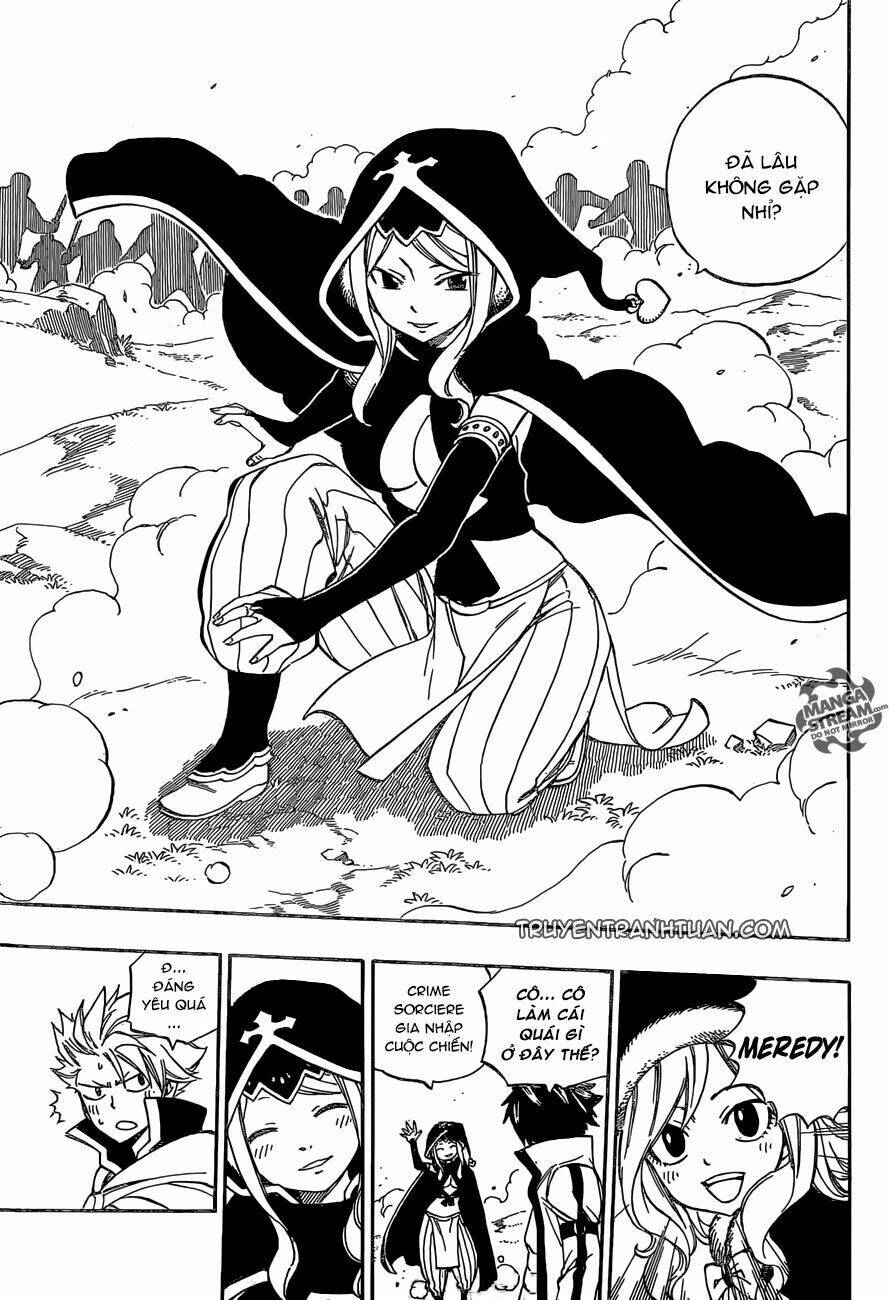 ĐÃ LÂU
KHÔNG GẶP
NHỈ?
MANGA
STREAM.com
DO NOT MIRROR!
TRUYENTRANHTUAN.COM
MEREDY!
CÔ... CÔ
LÀM CÁI
QUÁI GÌ
Ở ĐÂY THẾ?
CRIME
SORCIERE
GIA NHẬP
CUỘC CHIẾN!
Đ...
ĐÁNG
YÊU QUÁ
...